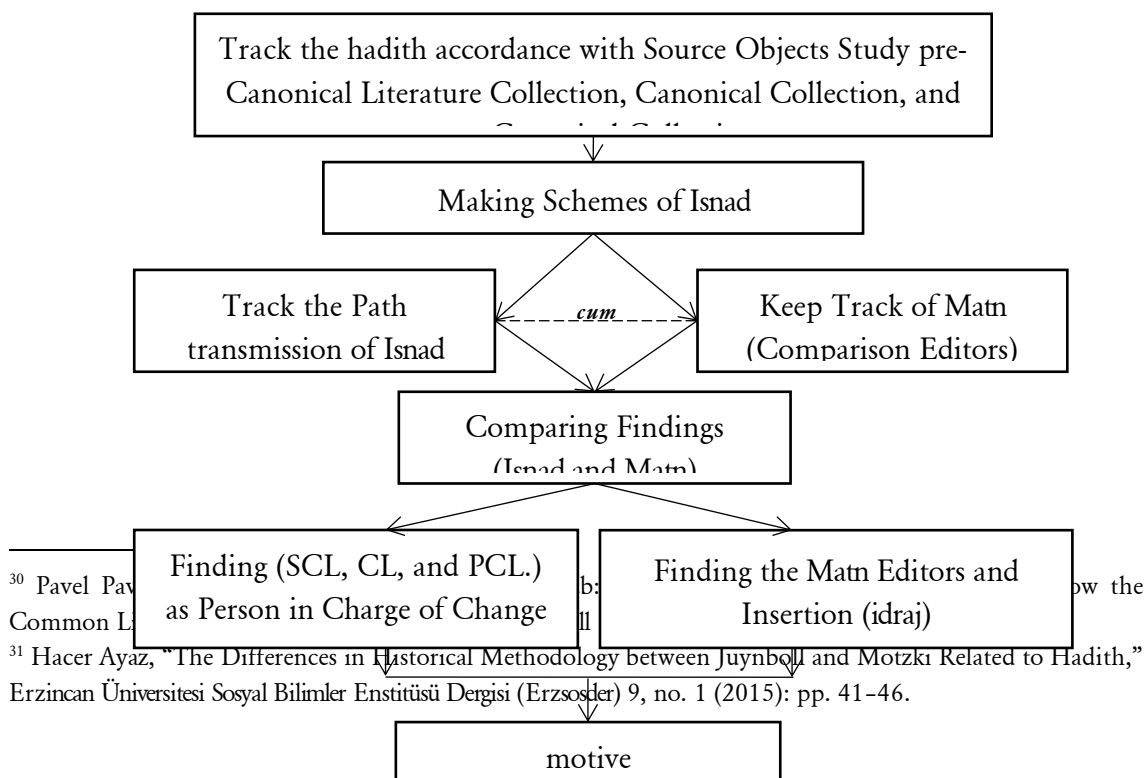 Track the hadith accordance with Source Objects Study pre-
Canonical Literature Collection, Canonical Collection, and
Making Schemes of Isnad
Track the Path
transmission of Isnad
cum
Keep Track of Matn
(Comparison Editors)
Comparing Findings
(Isnad and Matn)
Finding (SCL, CL, and PCL.)
as Person in Charge of Change
Finding the Matn Editors and
Insertion (idraj)
30 Pavel b: the
Common
31 Hacer Ayaz, “The Differences in Historical Methodology between Juynboll and Motzki Related to Hadith,”
Erzincan Üniversitesi Sosyal Bilimler Enstitüsü Dergisi (Erzsosder) 9, no. 1 (2015): pp. 41–46.
motive